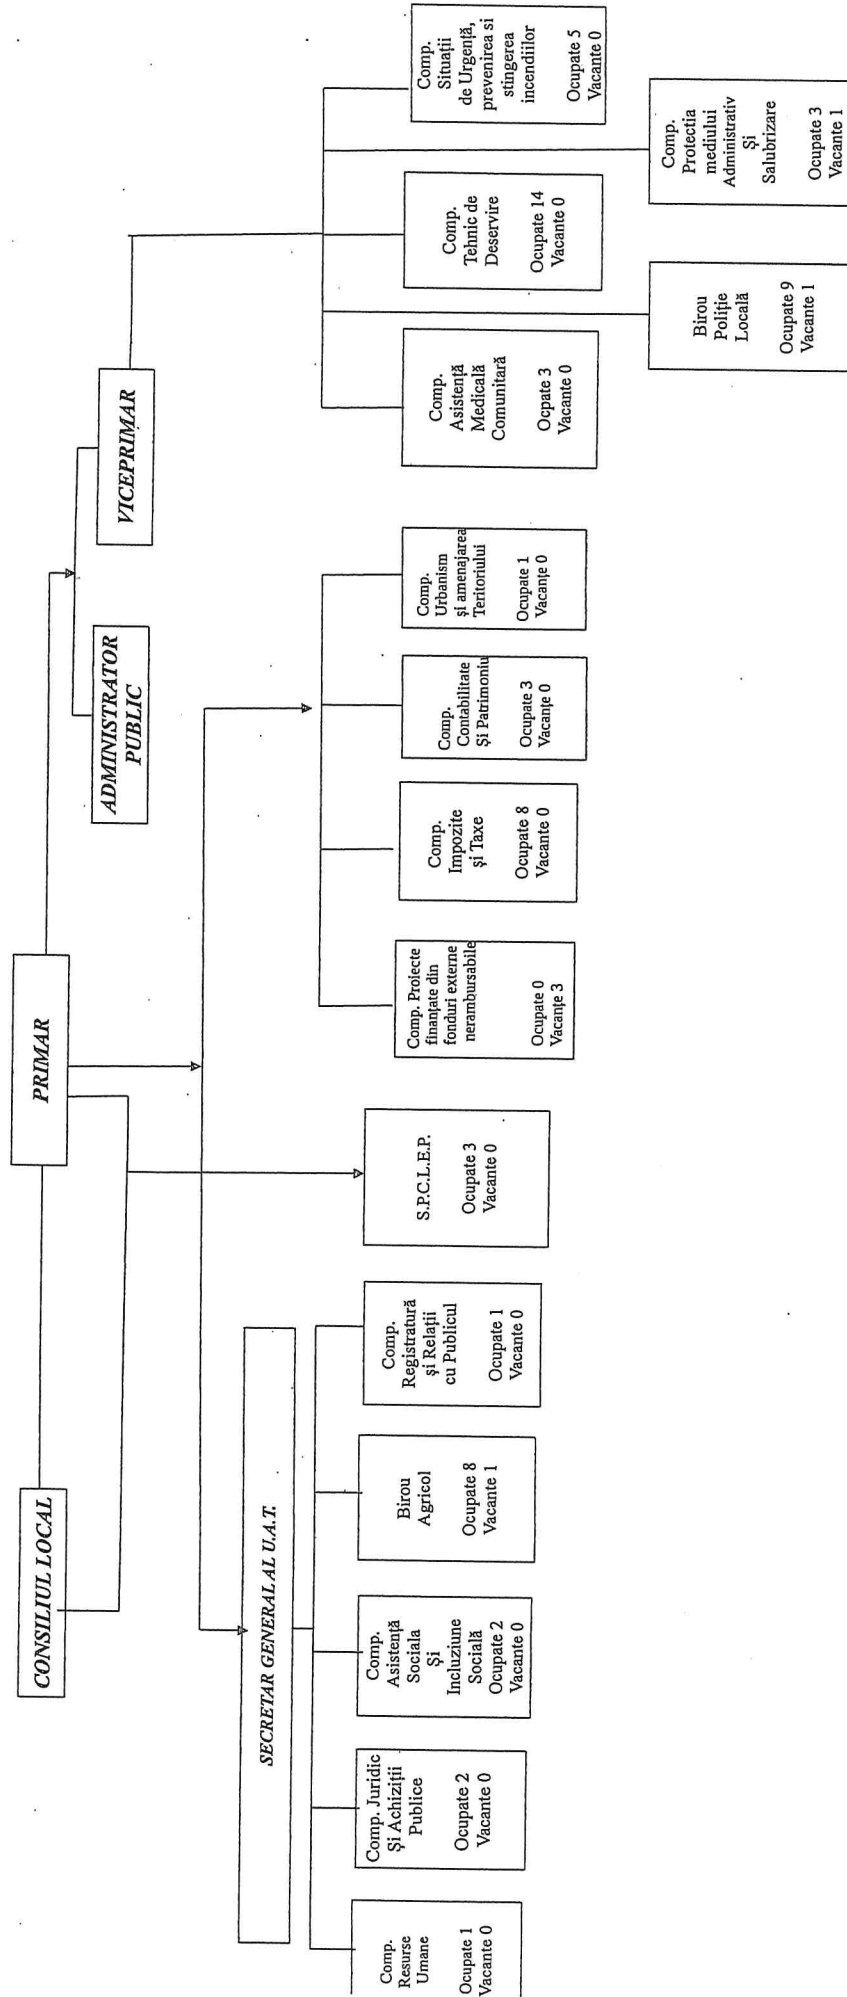 CONSILIUL LOCAL
PRIMAR
ADMINISTRATOR
PUBLIC
VICEPRIMAR
SECRETAR GENERAL AL U.A.T.
Comp.
Resurse
Umane
Ocupate 1
Vacante 0
Comp. Juridic
Și Achiziții
Publice
Ocupate 2
Vacante 0
Comp.
Asistență
Sociala
Și
Incluziune
Socială
Ocupate 2
Vacante 0
Birou
Agricol
Ocupate 8
Vacante 1
Comp.
Registratură
și Relații
cu Publicul
Ocupate 1
Vacante 0
S.P.C.L.E.P.
Ocupate 3
Vacante 0
Comp. Proiecte
finanțate din
fonduri externe
nerambursabile
Ocupate 0
Vacanțe 3
Comp.
Impozite
și Taxe
Ocupate 8
Vacante 0
Comp.
Contabilitate
Și Patrimoniu
Ocupate 3
Vacanțe 0
Comp.
Urbanism
și amenajarea
Teritoriului
Ocupate 1
Vacanțe 0
Comp.
Asistență
Medicală
Comunitară
Ocpate 3
Vacante 0
Birou
Poliție
Locală
Ocupate 9
Vacante 1
Comp.
Tehnic de
Deservire
Ocupate 14
Vacante 0
Comp.
Protectia
mediului
Administrativ
Și
Salubrizare
Ocupate 3
Vacante 1
Comp.
Situații
de Urgență,
prevenirea si
stingerea
incendiilor
Ocupate 5
Vacante 0